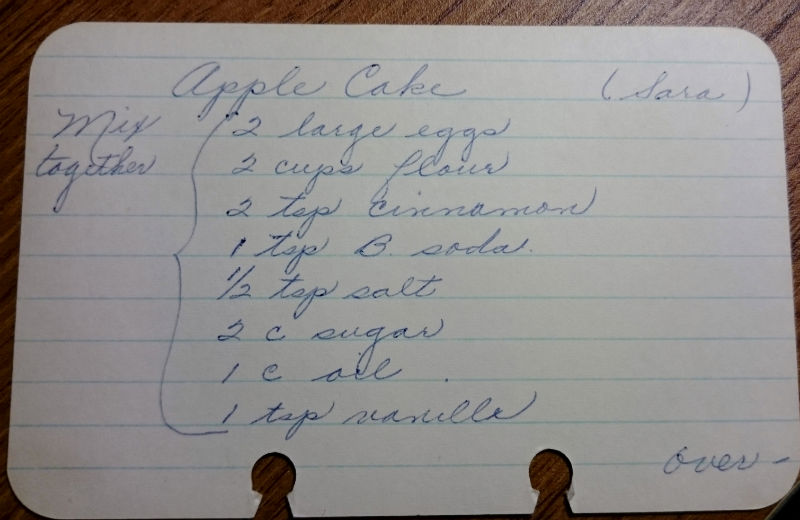 Apple Cake (Sara)
Mix together
2 large eggs
2 cups flour
2 tsp cinnamon
1 tsp B. soda.
1/2 tsp salt
2 c sugar
1 c oil
1 tsp vanilla
over-